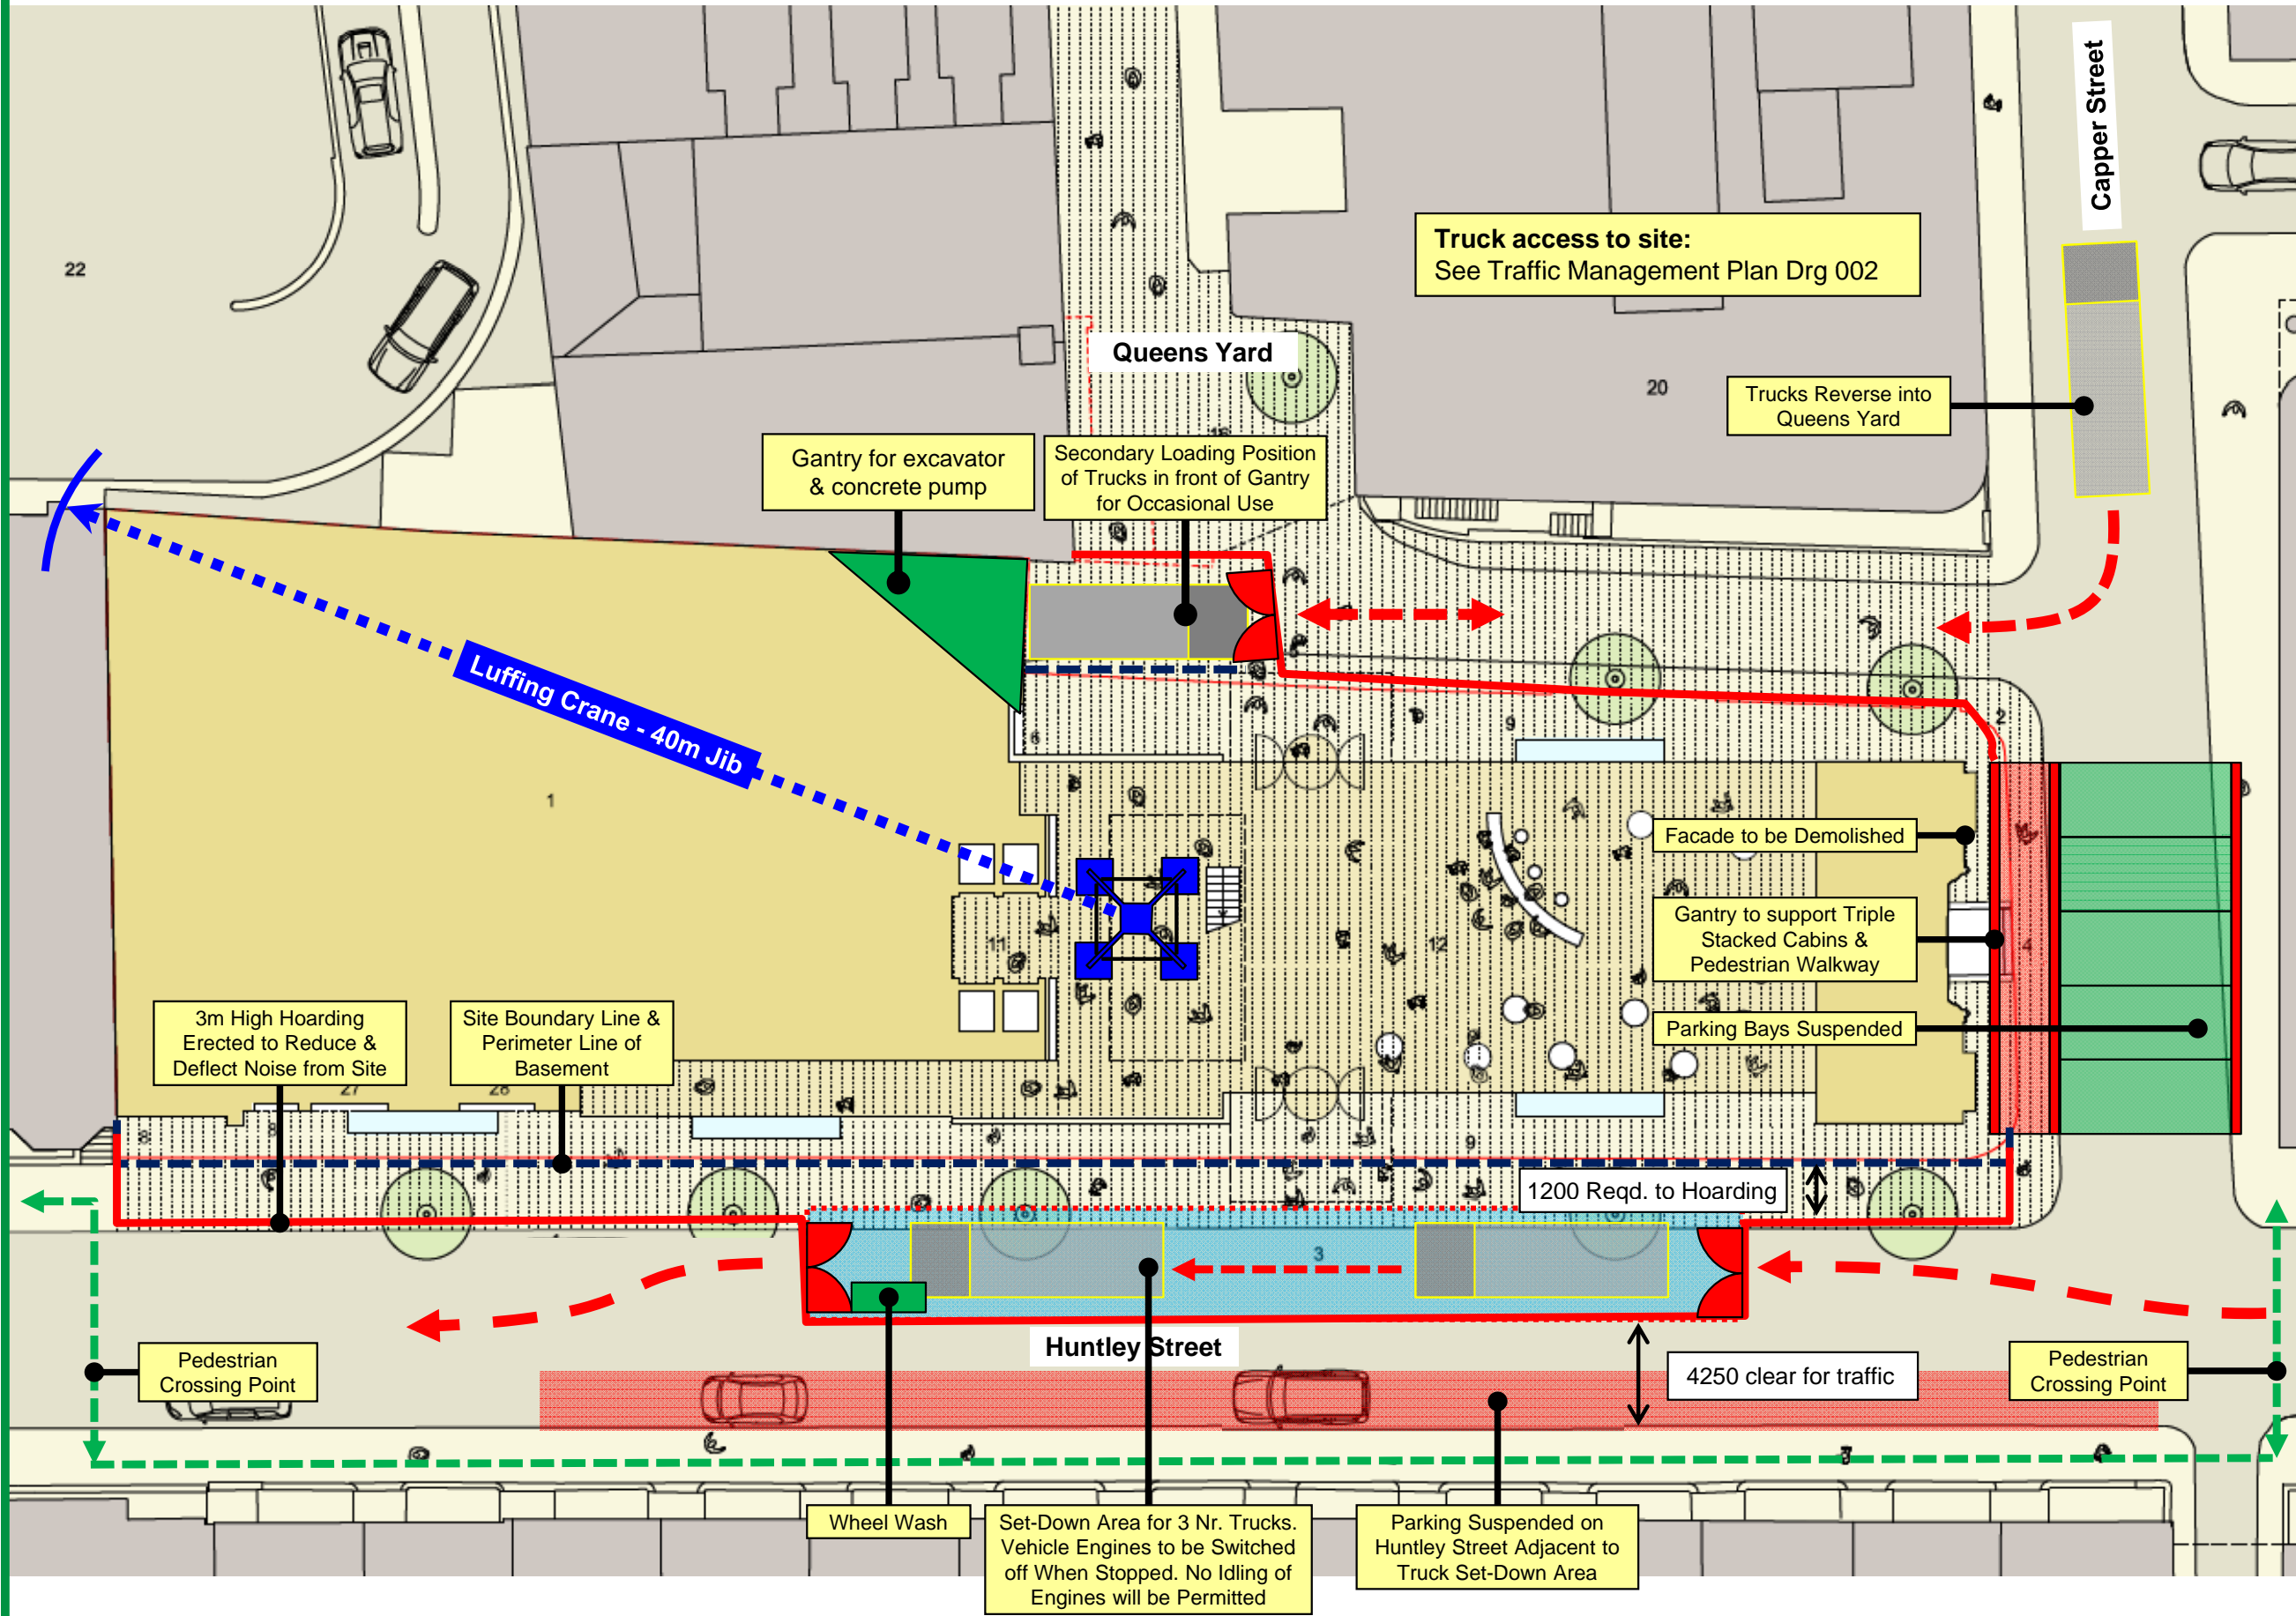 Capper Street
22
Truck access to site:
See Traffic Management Plan Drg 002
Queens Yard
20
Trucks Reverse into
Queens Yard
Gantry for excavator
& concrete pump
Secondary Loading Position
of Trucks in front of Gantry
for Occasional Use
Luffing Crane - 40m Jib
2
9
6
1
Facade to be Demolished
4
Gantry to support Triple
Stacked Cabins &
Pedestrian Walkway
11
12
Parking Bays Suspended
3m High Hoarding
Erected to Reduce &
Deflect Noise from Site
Site Boundary Line &
Perimeter Line of
Basement
27
28
8
8
9
1200 Reqd. to Hoarding
3
Huntley Street
4250 clear for traffic
Pedestrian
Crossing Point
Pedestrian
Crossing Point
Wheel Wash
Set-Down Area for 3 Nr. Trucks.
Vehicle Engines to be Switched
off When Stopped. No Idling of
Engines will be Permitted
Parking Suspended on
Huntley Street Adjacent to
Truck Set-Down Area